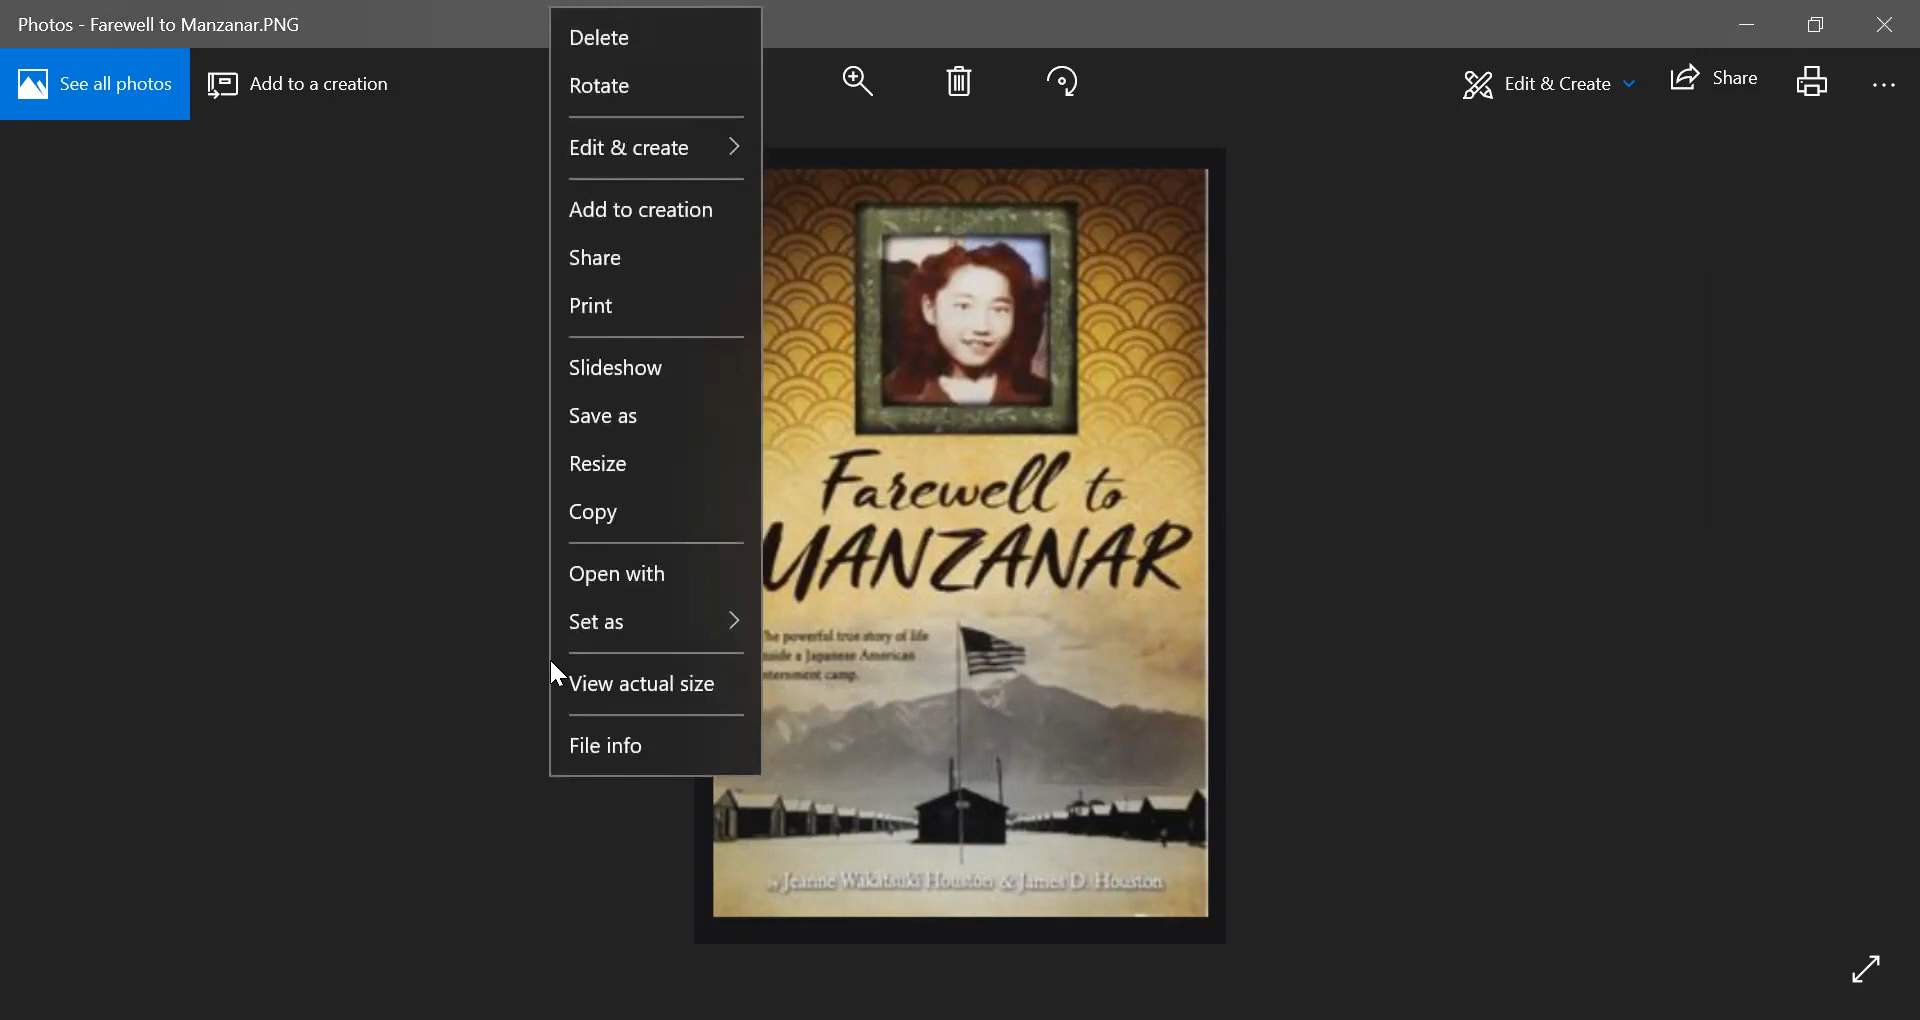 Photos - Farewell to Manzanar.PNG
See all photos
Add to a creation
Edit & Create
Share
Delete
Rotate
Edit & create
Add to creation
Share
Print
Slideshow
Save as
Resize
Copy
Open with
Set as
View actual size
File info
Farewell to
MANZANAR
he powerful true story of life
side a Japanese American
ternment camp.
by Jeanne Wakatsuki Houston & James D. Houston